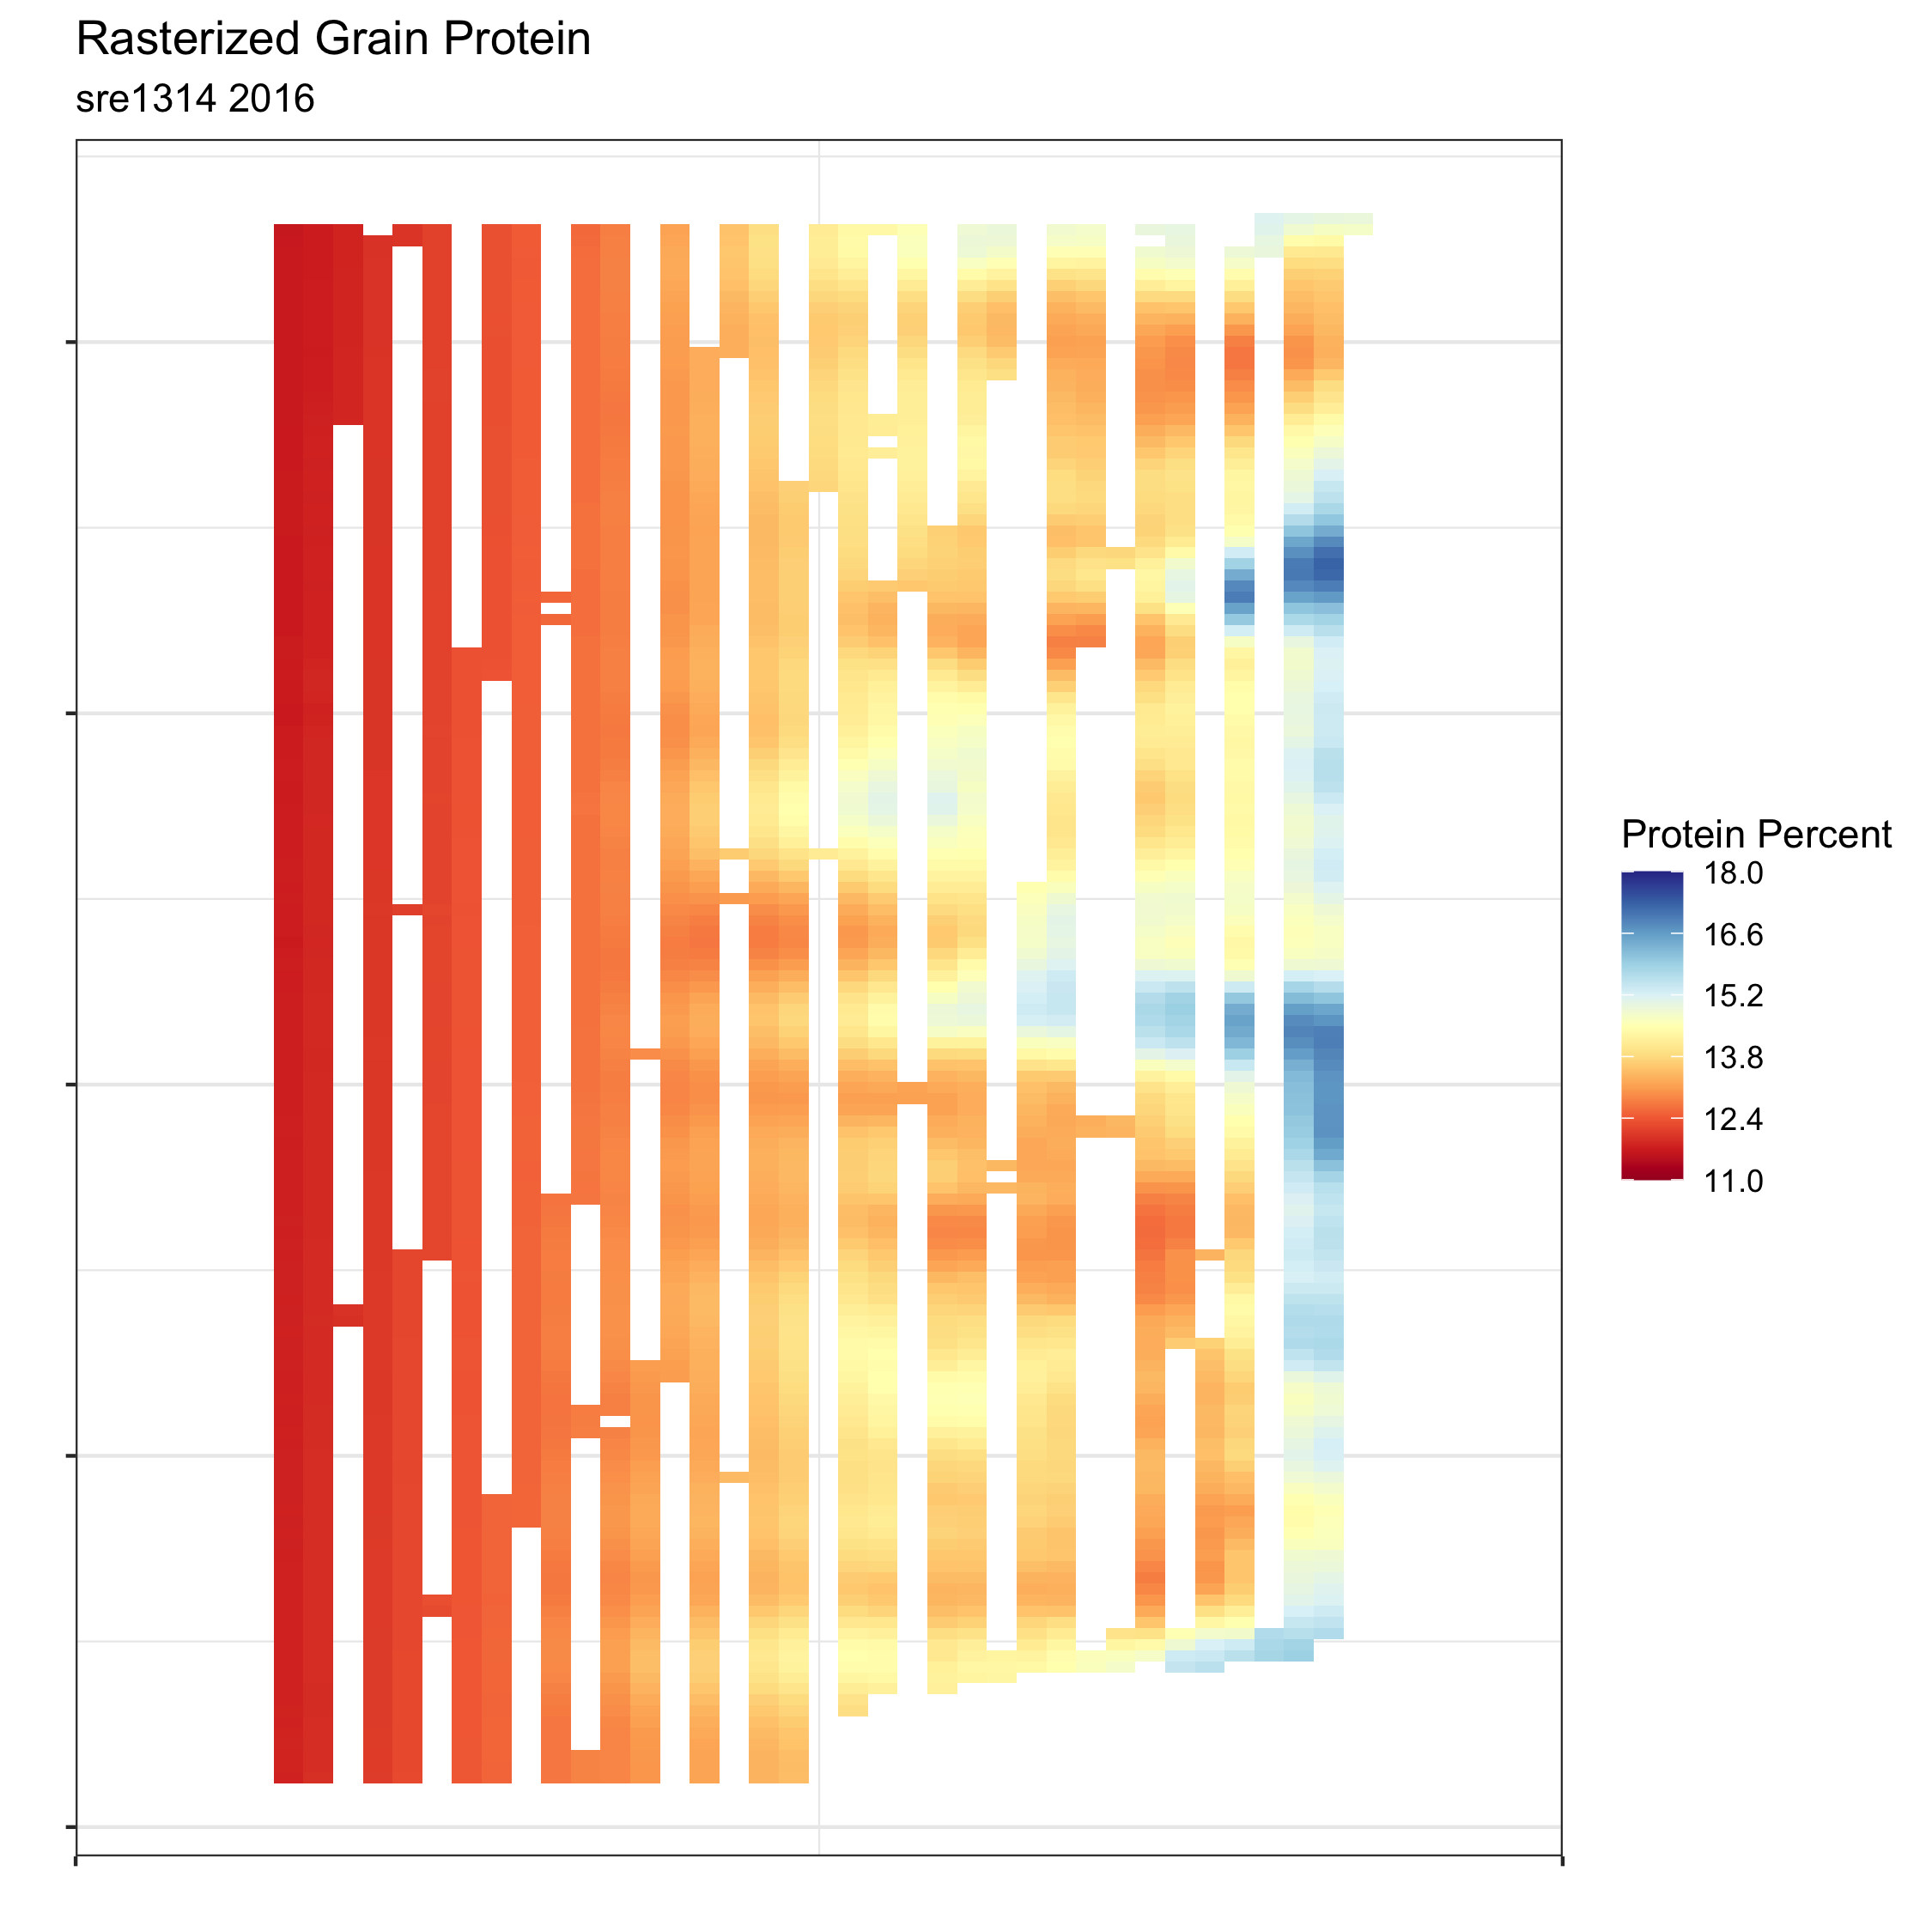 Rasterized Grain Protein
sre1314 2016
Protein Percent
18.0
16.6
15.2
13.8
12.4
11.0